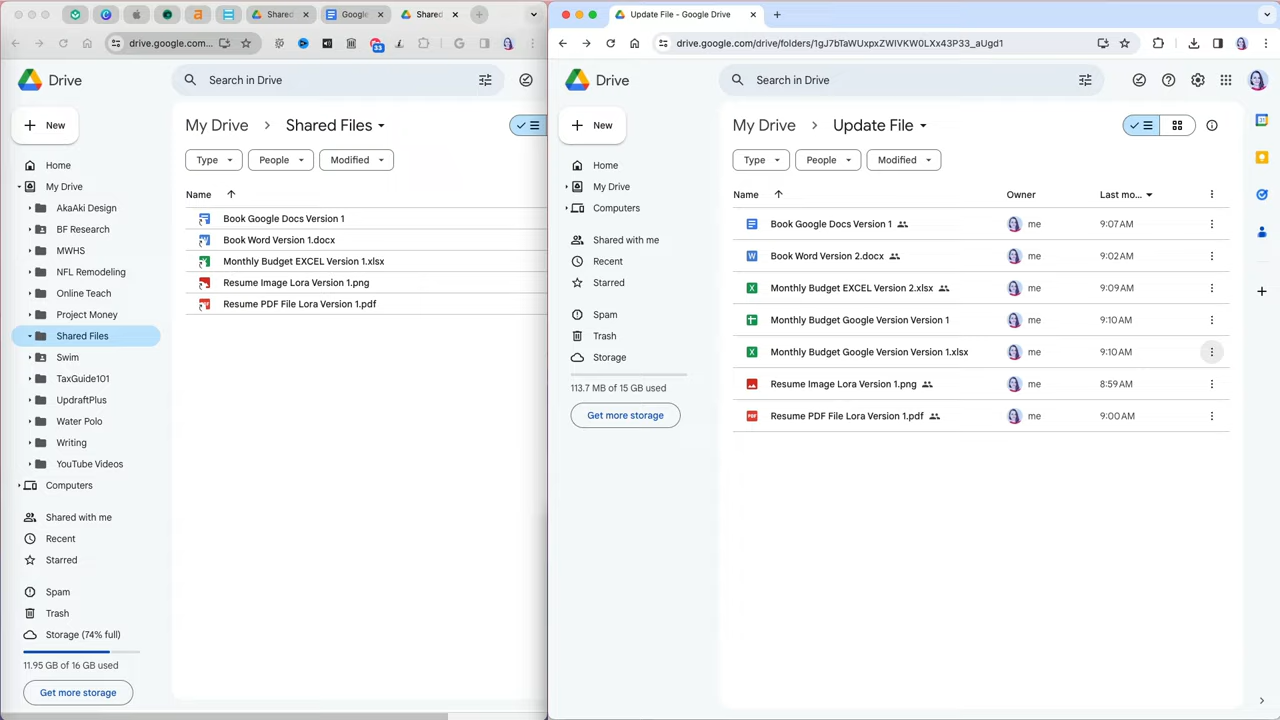 Shared
Google
Shared
drive.google.com...
33
Drive
Search in Drive
New
My Drive
Shared Files
Type
People
Modified
Home
My Drive
AkaAki Design
BF Research
MWHS
NFL Remodeling
Online Teach
Project Money
Shared Files
Swim
TaxGuide101
UpdraftPlus
Water Polo
Writing
YouTube Videos
Computers
Shared with me
Recent
Starred
Spam
Trash
Storage (74% full)
11.95 GB of 16 GB used
Get more storage
Name
Book Google Docs Version 1
Book Word Version 1.docx
Monthly Budget EXCEL Version 1.xlsx
Resume Image Lora Version 1.png
Resume PDF File Lora Version 1.pdf
Update File - Google Drive
drive.google.com/drive/folders/1gJ7bTaWUxpxZWIVKW0LXx43P33_aUgd1
Drive
Search in Drive
New
My Drive
Update File
Type
People
Modified
Home
My Drive
Computers
Shared with me
Recent
Starred
Spam
Trash
Storage
113.7 MB of 15 GB used
Get more storage
Name Owner Last mo...
Book Google Docs Version 1 me 9:07 AM
Book Word Version 2.docx me 9:02 AM
Monthly Budget EXCEL Version 2.xlsx me 9:09 AM
Monthly Budget Google Version Version 1 me 9:10 AM
Monthly Budget Google Version Version 1.xlsx me 9:10 AM
Resume Image Lora Version 1.png me 8:59 AM
Resume PDF File Lora Version 1.pdf me 9:00 AM